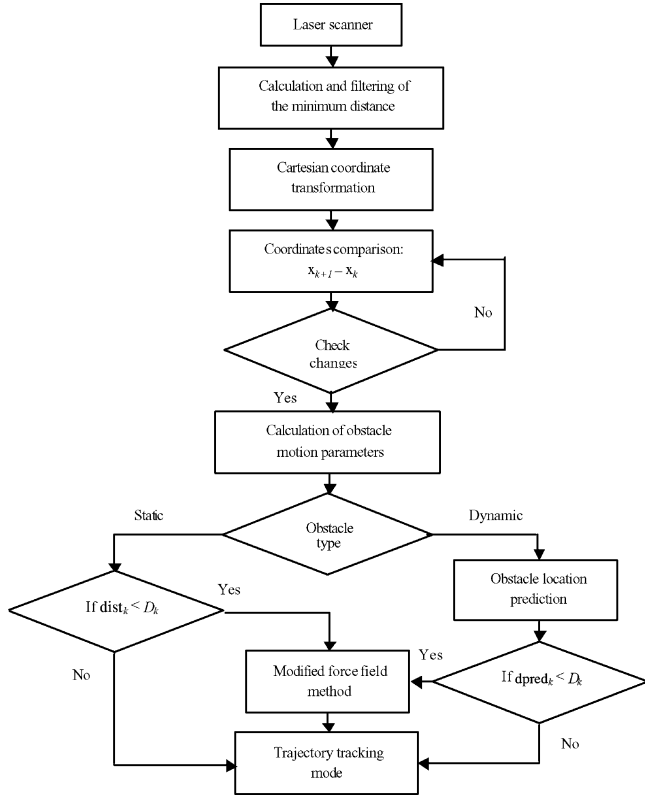 Laser scanner
Calculation and filtering of
the minimum distance
Cartesian coordinate
transformation
Coordinates comparison:
xk+1 – xk
No
Check
changes
Yes
Calculation of obstacle
motion parameters
Static
Dynamic
Obstacle
type
Obstacle location
prediction
If distk < Dk
Yes
Yes
Modified force field
method
If dpredk < Dk
No
No
Trajectory tracking
mode